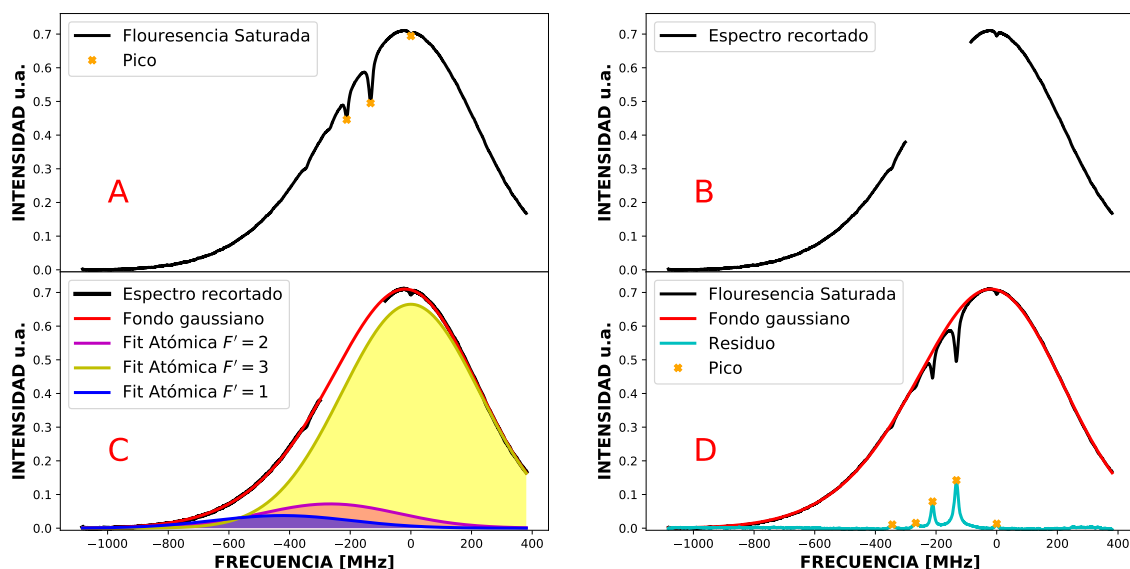 INTENSIDAD u.a.
0.7
0.6
0.5
0.4
0.3
0.2
0.1
0.0
Flouresencia Saturada
Pico
A
INTENSIDAD u.a.
0.7
0.6
0.5
0.4
0.3
0.2
0.1
0.0
Espectro recortado
B
INTENSIDAD u.a.
0.7
0.6
0.5
0.4
0.3
0.2
0.1
0.0
Espectro recortado
Fondo gaussiano
Fit Atómica F′ = 2
Fit Atómica F′ = 3
Fit Atómica F′ = 1
C
−1000 −800 −600 −400 −200 0 200 400
FRECUENCIA [MHz]
INTENSIDAD u.a.
0.7
0.6
0.5
0.4
0.3
0.2
0.1
0.0
Flouresencia Saturada
Fondo gaussiano
Residuo
Pico
D
−1000 −800 −600 −400 −200 0 200 400
FRECUENCIA [MHz]